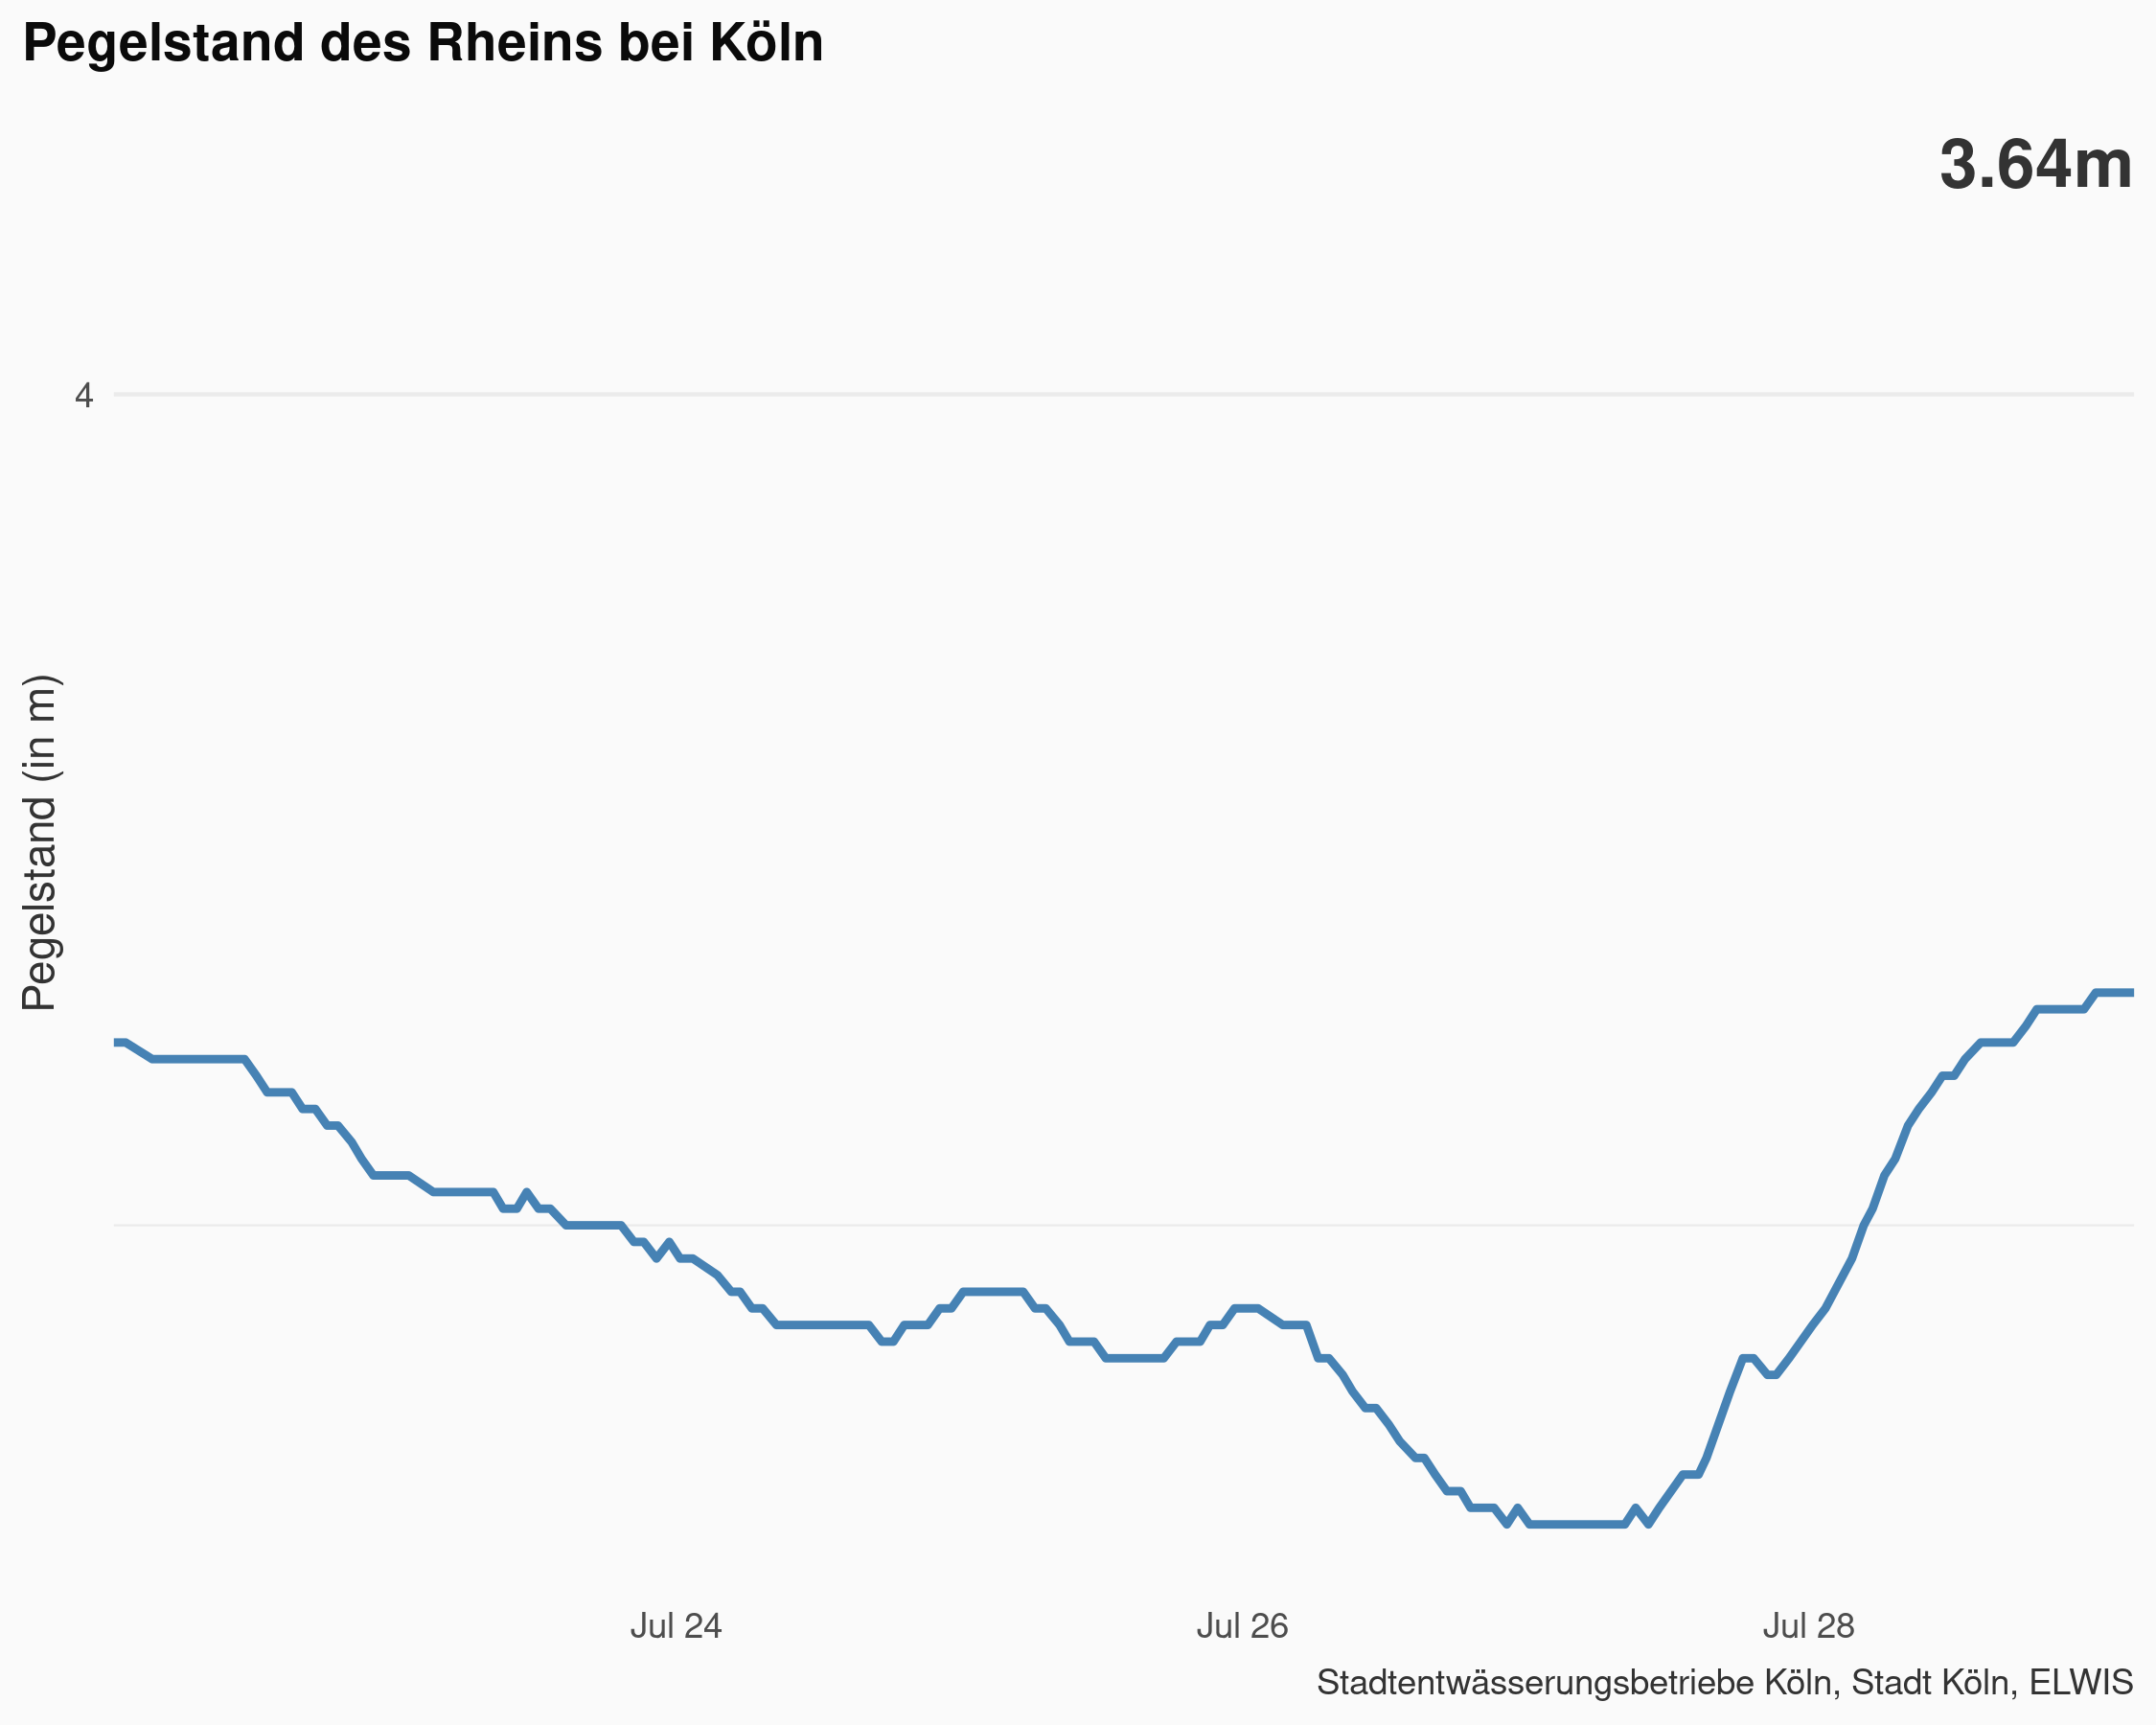 Pegelstand des Rheins bei Köln
3.64m
4
Pegelstand (in m)
Jul 24
Jul 26
Jul 28
Stadtentwässerungsbetriebe Köln, Stadt Köln, ELWIS